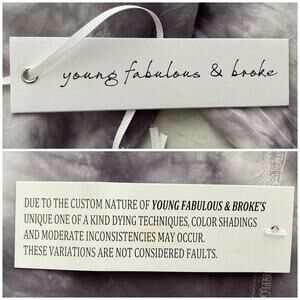 young fabulous & broke
DUE TO THE CUSTOM NATURE OF YOUNG FABULOUS & BROKE'S
UNIQUE ONE OF A KIND DYING TECHNIQUES, COLOR SHADINGS
AND MODERATE INCONSISTENCIES MAY OCCUR.
THESE VARIATIONS ARE NOT CONSIDERED FAULTS.